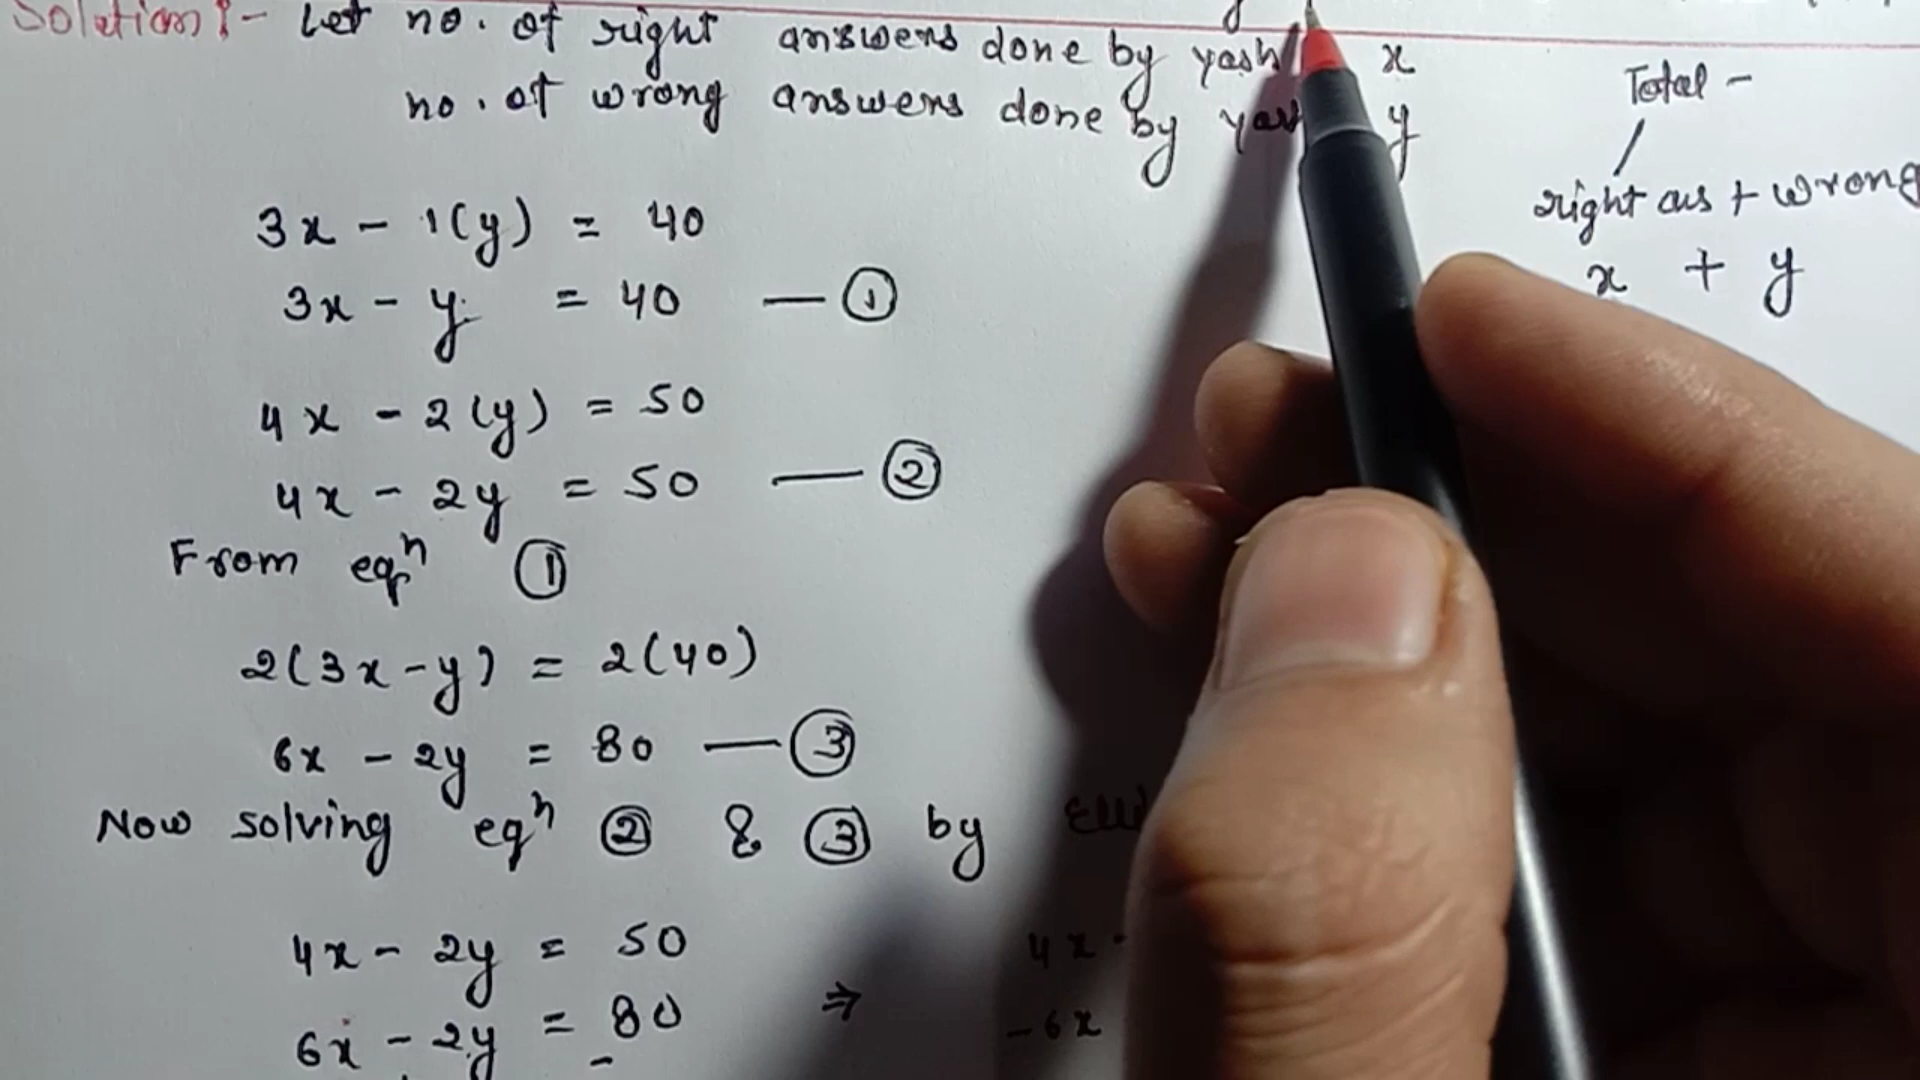 Solution :- Let no. of right answers done by yash x
no. of wrong answers done by yash y
Total -
right ans + wrong
x + y
3x - 1(y) = 40
3x - y = 40 — ①
4x - 2(y) = 50
4x - 2y = 50 — ②
From eqⁿ ①
2(3x - y) = 2(40)
6x - 2y = 80 — ③
Now solving eqⁿ ② & ③ by
4x - 2y = 50 4x -
6x - 2y = 80 ⇒ -6x
-